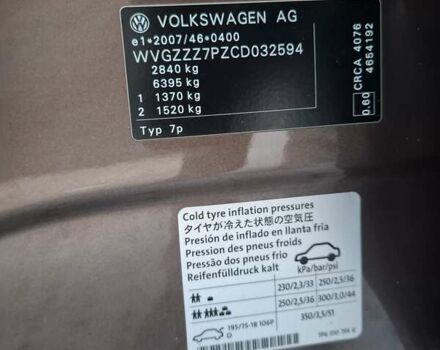 VOLKSWAGEN AG
e1*2007/46*0400
WVGZZZ7PZCD032594
2840 kg
6395 kg
1 1370 kg
2 1520 kg
Typ 7p
CRCA 4076
4654192
0.60
Cold tyre inflation pressures
タイヤが冷えた状態の空気圧
Presión de inflado en llanta fria
Pression des pneus froids
Pressão dos pneus frio
Reifenfülldruck kalt
kPa/bar/psi
230/2,3/33 250/2,5/36
250/2,5/36 300/3,0/44
195/75-18 106P
350/3,5/51